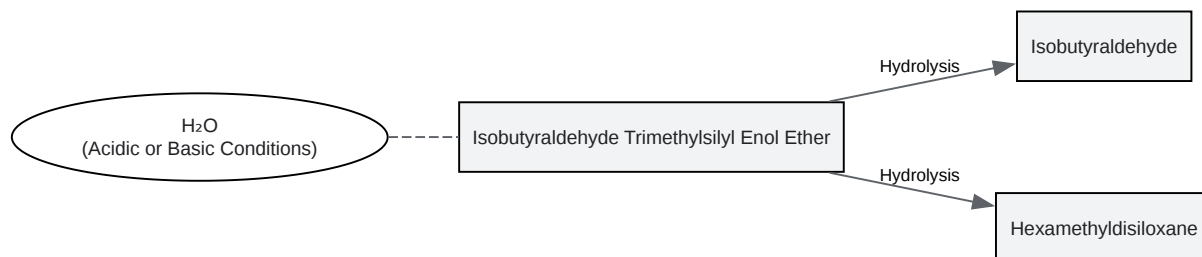 H₂O
(Acidic or Basic Conditions)
Isobutyraldehyde Trimethylsilyl Enol Ether
Hydrolysis
Isobutyraldehyde
Hydrolysis
Hexamethyldisiloxane